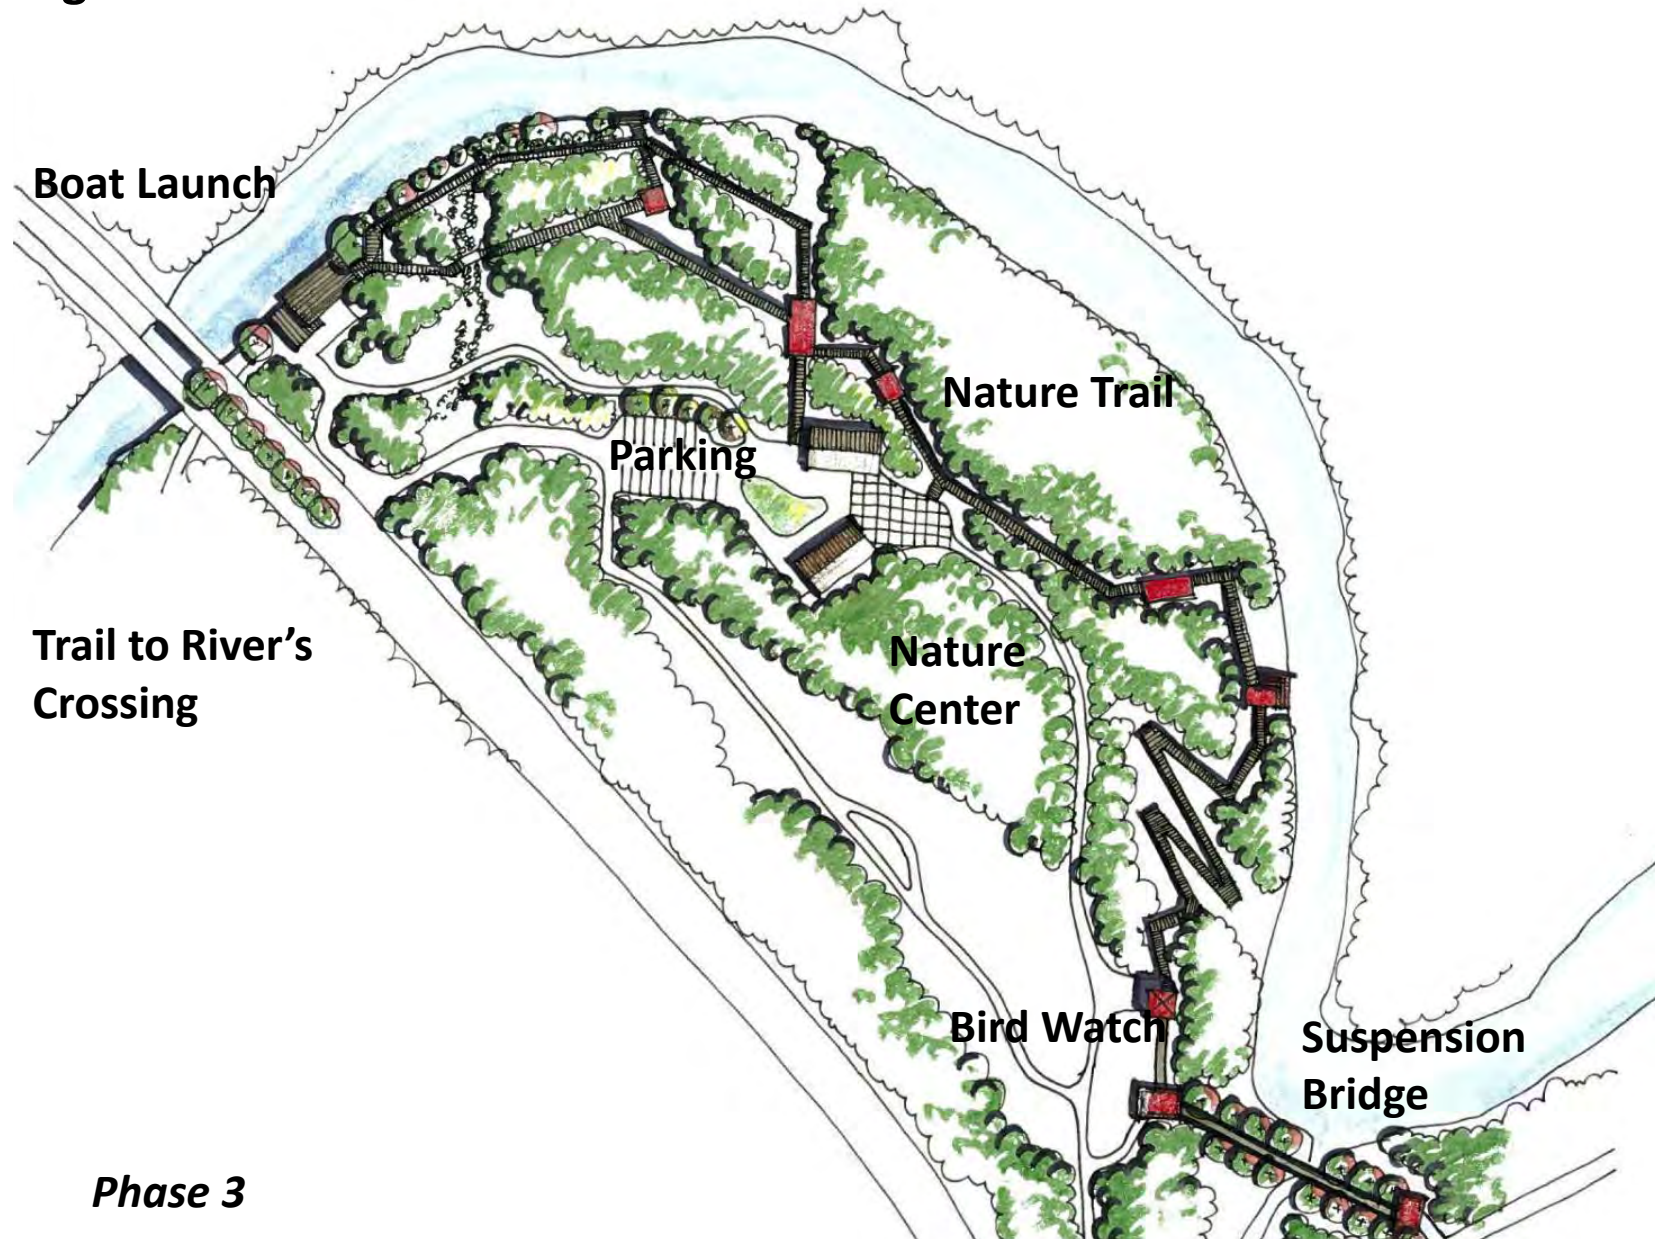 g
Boat Launch
Nature Trail
Parking
Trail to River's
Crossing
Nature
Center
Bird Watch
Suspension
Bridge
Phase 3